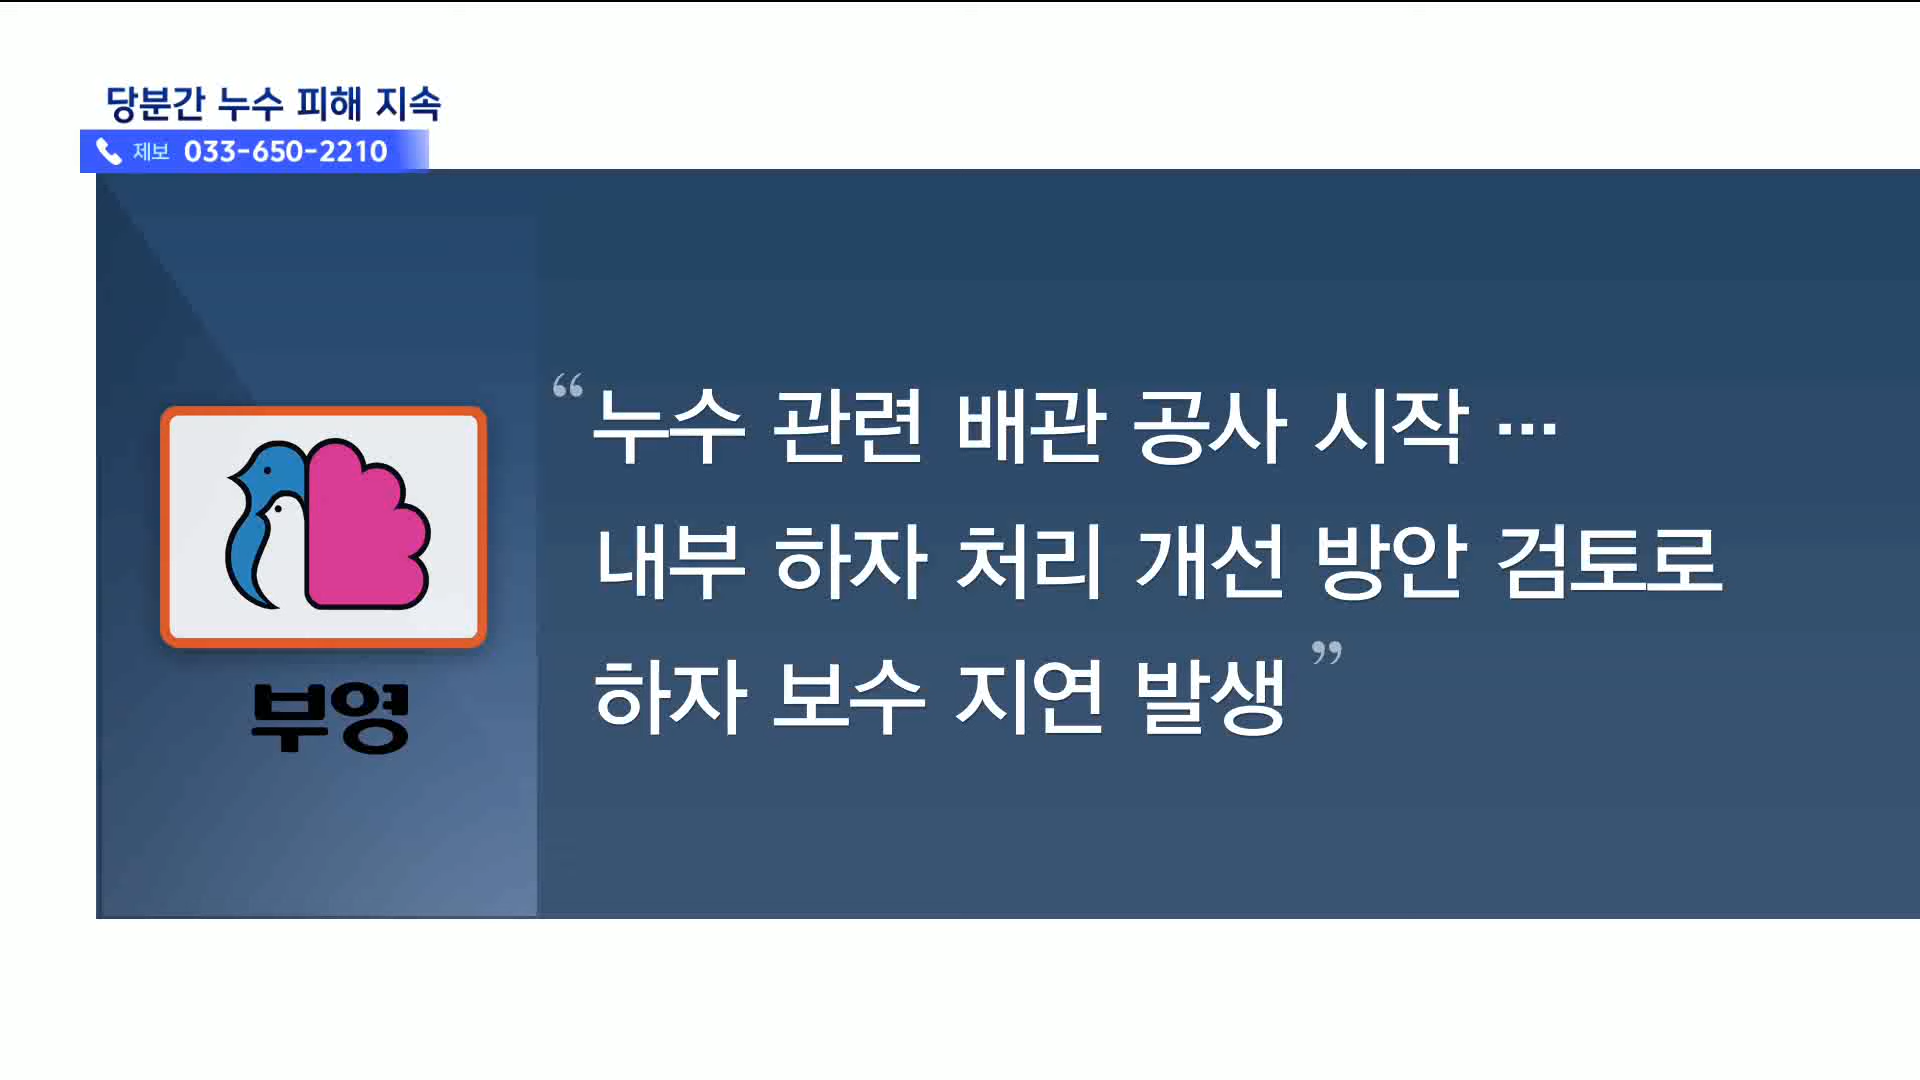 당분간 누수 피해 지속
제보 033-650-2210
“누수 관련 배관 공사 시작 …
내부 하자 처리 개선 방안 검토로
하자 보수 지연 발생”
부영